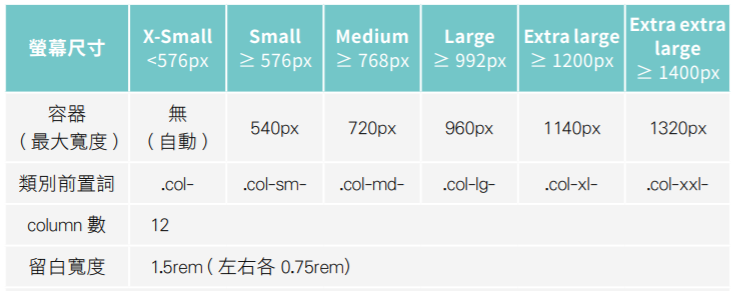 螢幕尺寸 X-Small <576px Small ≥ 576px Medium ≥ 768px Large ≥ 992px Extra large ≥ 1200px Extra extra large ≥ 1400px
容器（最大寬度） 無（自動） 540px 720px 960px 1140px 1320px
類別前置詞 .col- .col-sm- .col-md- .col-lg- .col-xl- .col-xxl-
column 數 12
留白寬度 1.5rem ( 左右各 0.75rem)